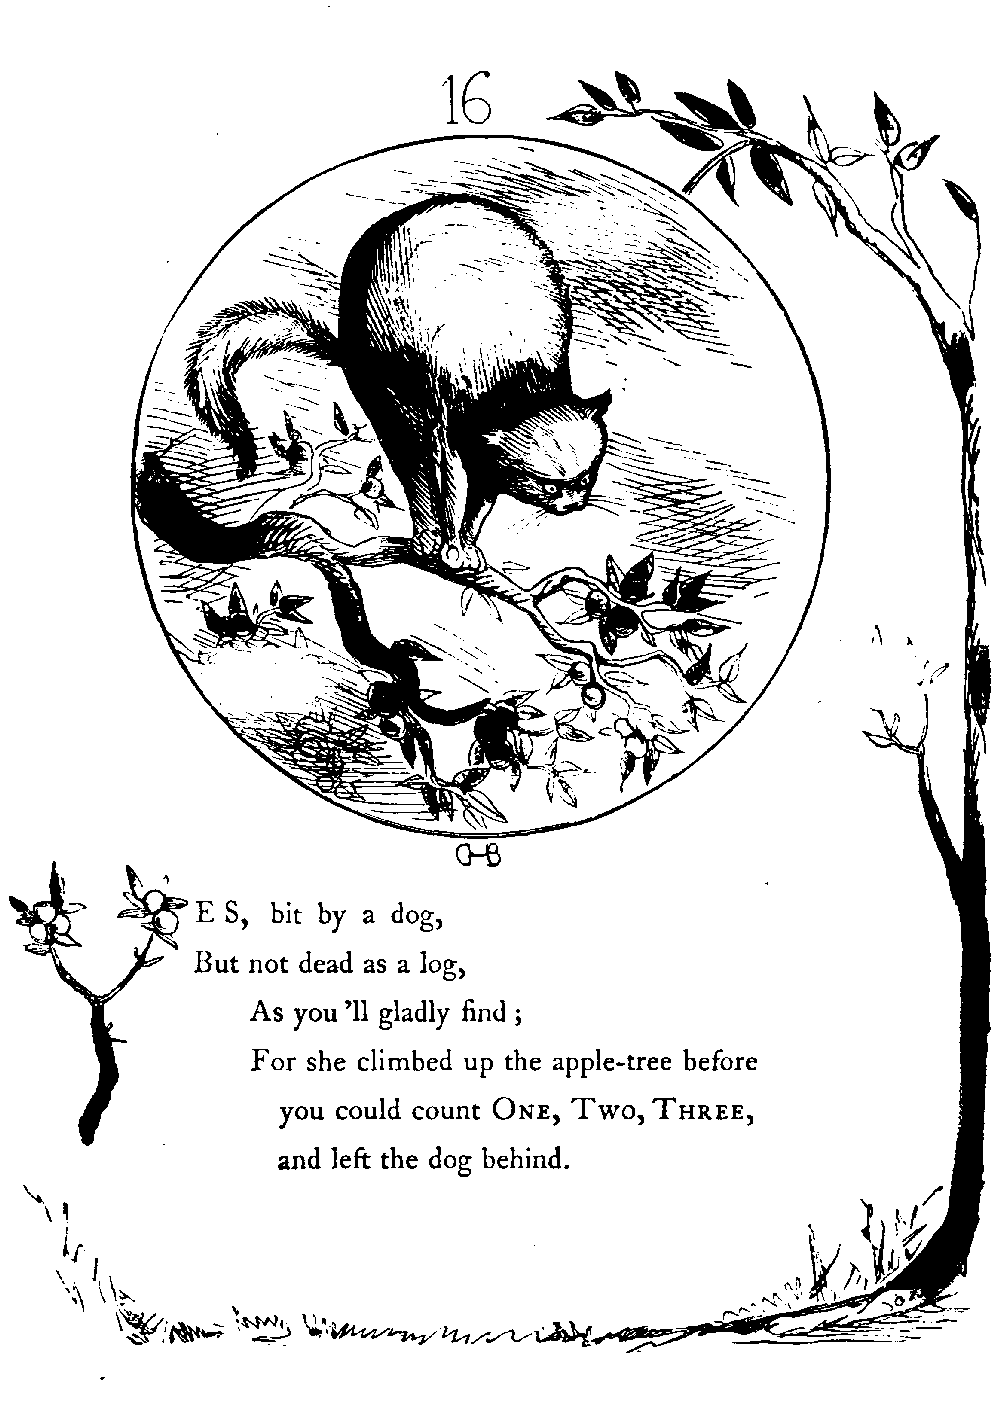 16
C-B
YES, bit by a dog,
But not dead as a log,
As you 'll gladly find ;
For she climbed up the apple-tree before
you could count ONE, TWO, THREE,
and left the dog behind.